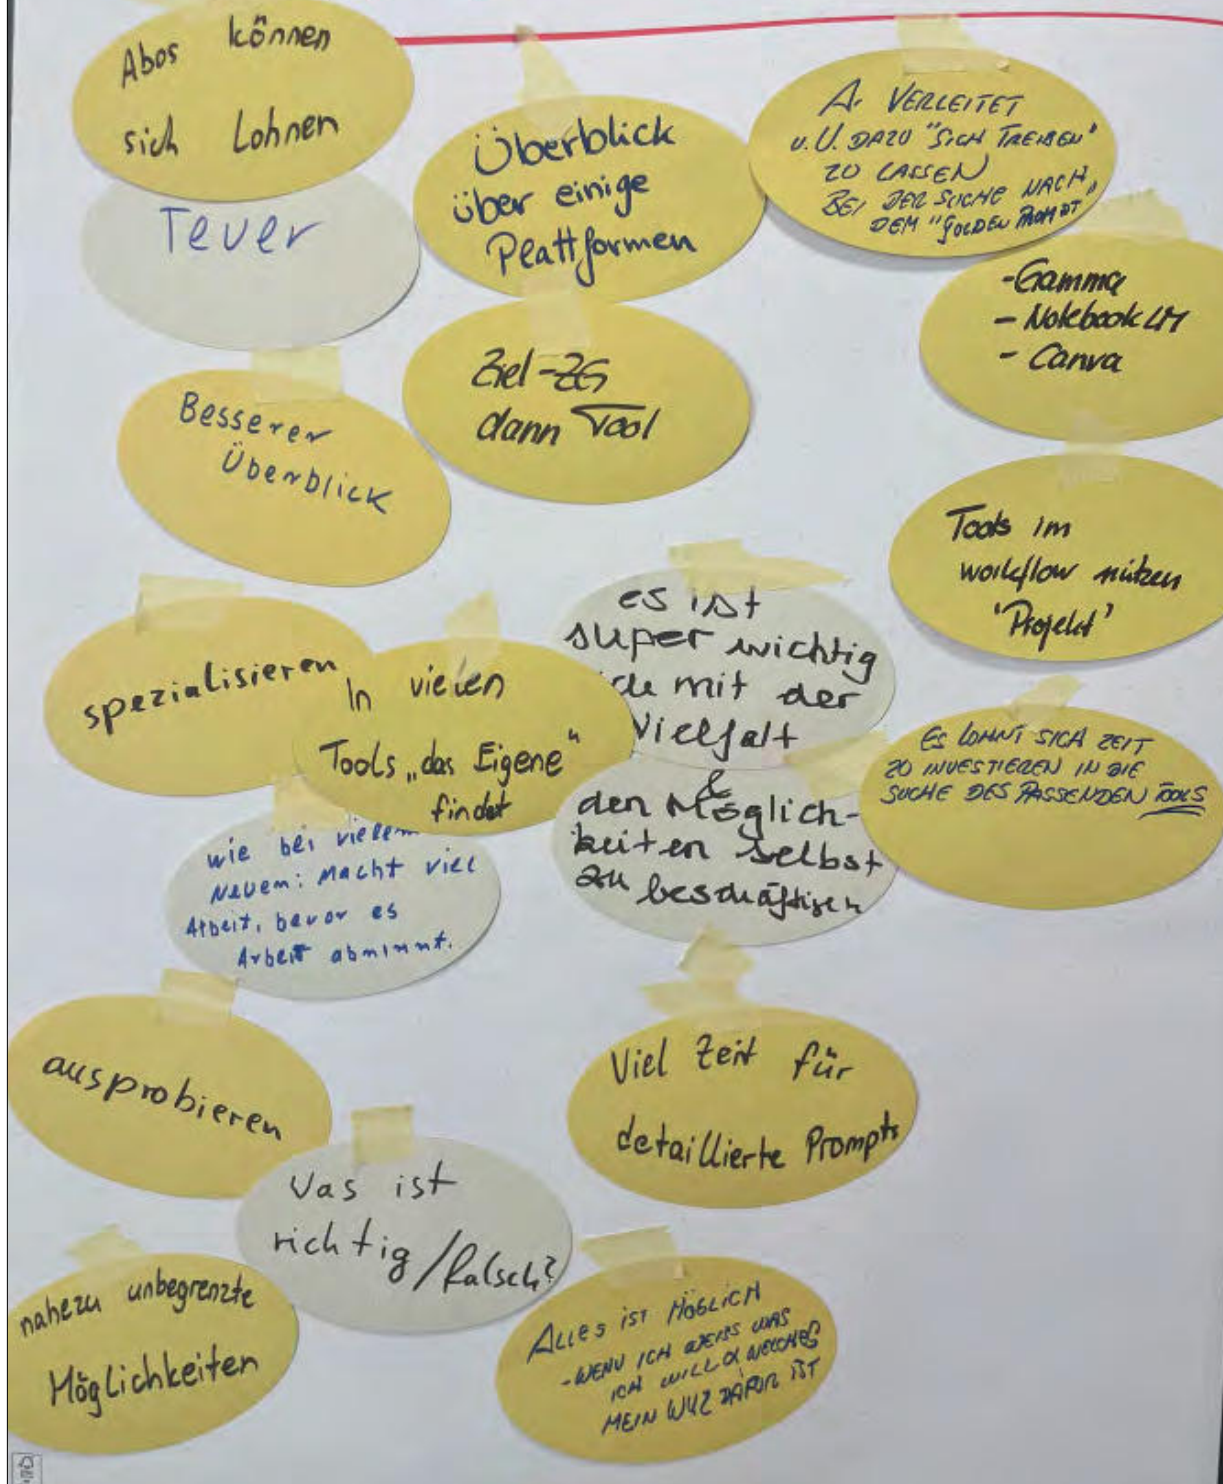 Abos können
sich Lohnen
Teuer
Überblick
über einige
Plattformen
A. VERLEITET
u.U. DAZU "SICH TREIBEN"
ZU LASSEN
BEI DER SUCHE NACH
DEM "GOLDEN PROMPT"
-Gamma
- Notebook LM
- Canva
Ziel-ZG
dann Tool
Besserer
Überblick
Tools im
workflow nützen
'Projekt'
spezialisieren
In vielen
Tools „das Eigene"
findet
es ist
super wichtig
mit der
Vielfalt
&
den Möglich-
keiten selbst
zu beschäftigen
ES LOHNT SICH ZEIT
ZU INVESTIEREN IN DIE
SUCHE DES PASSENDEN TOOLS
wie bei vielem
Neuem: Macht viel
Arbeit, bevor es
Arbeit abnimmt.
ausprobieren
Viel Zeit für
detaillierte Prompts
Was ist
richtig/falsch?
nahezu unbegrenzte
Möglichkeiten
ALLES IST MÖGLICH
-WENN ICH WEISS WAS
ICH WILL & WELCHES
MEIN WKZ DAFÜR IST